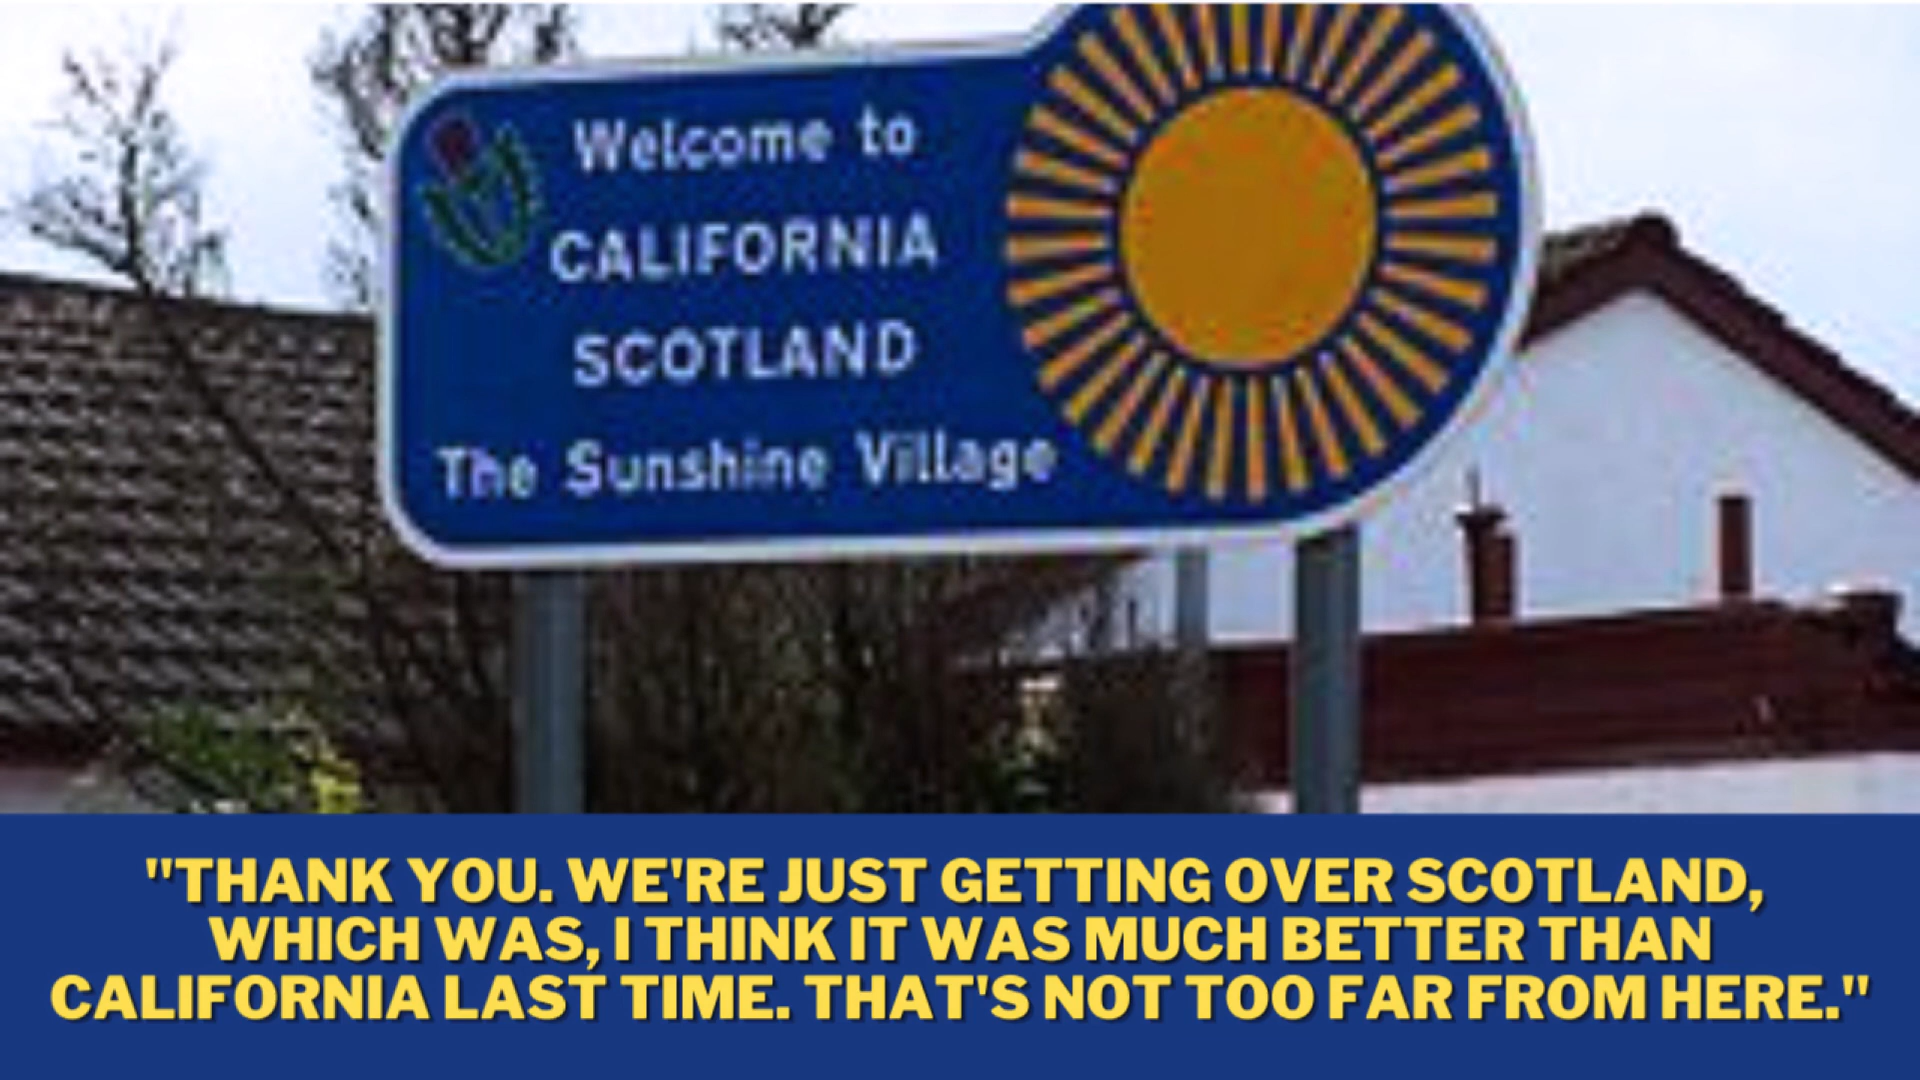 Welcome to
CALIFORNIA
SCOTLAND
The Sunshine Village
"THANK YOU. WE'RE JUST GETTING OVER SCOTLAND,
WHICH WAS, I THINK IT WAS MUCH BETTER THAN
CALIFORNIA LAST TIME. THAT'S NOT TOO FAR FROM HERE."